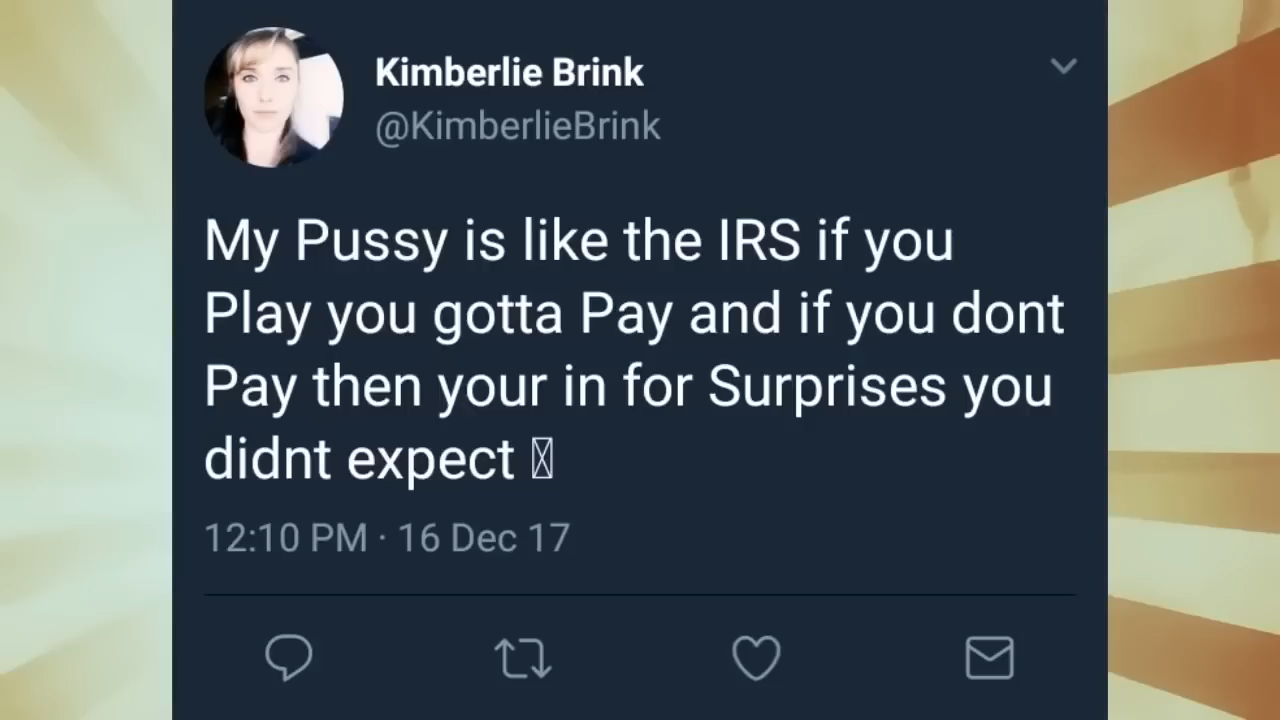 Kimberlie Brink
@KimberlieBrink
My Pussy is like the IRS if you
Play you gotta Pay and if you dont
Pay then your in for Surprises you
didnt expect
12:10 PM · 16 Dec 17